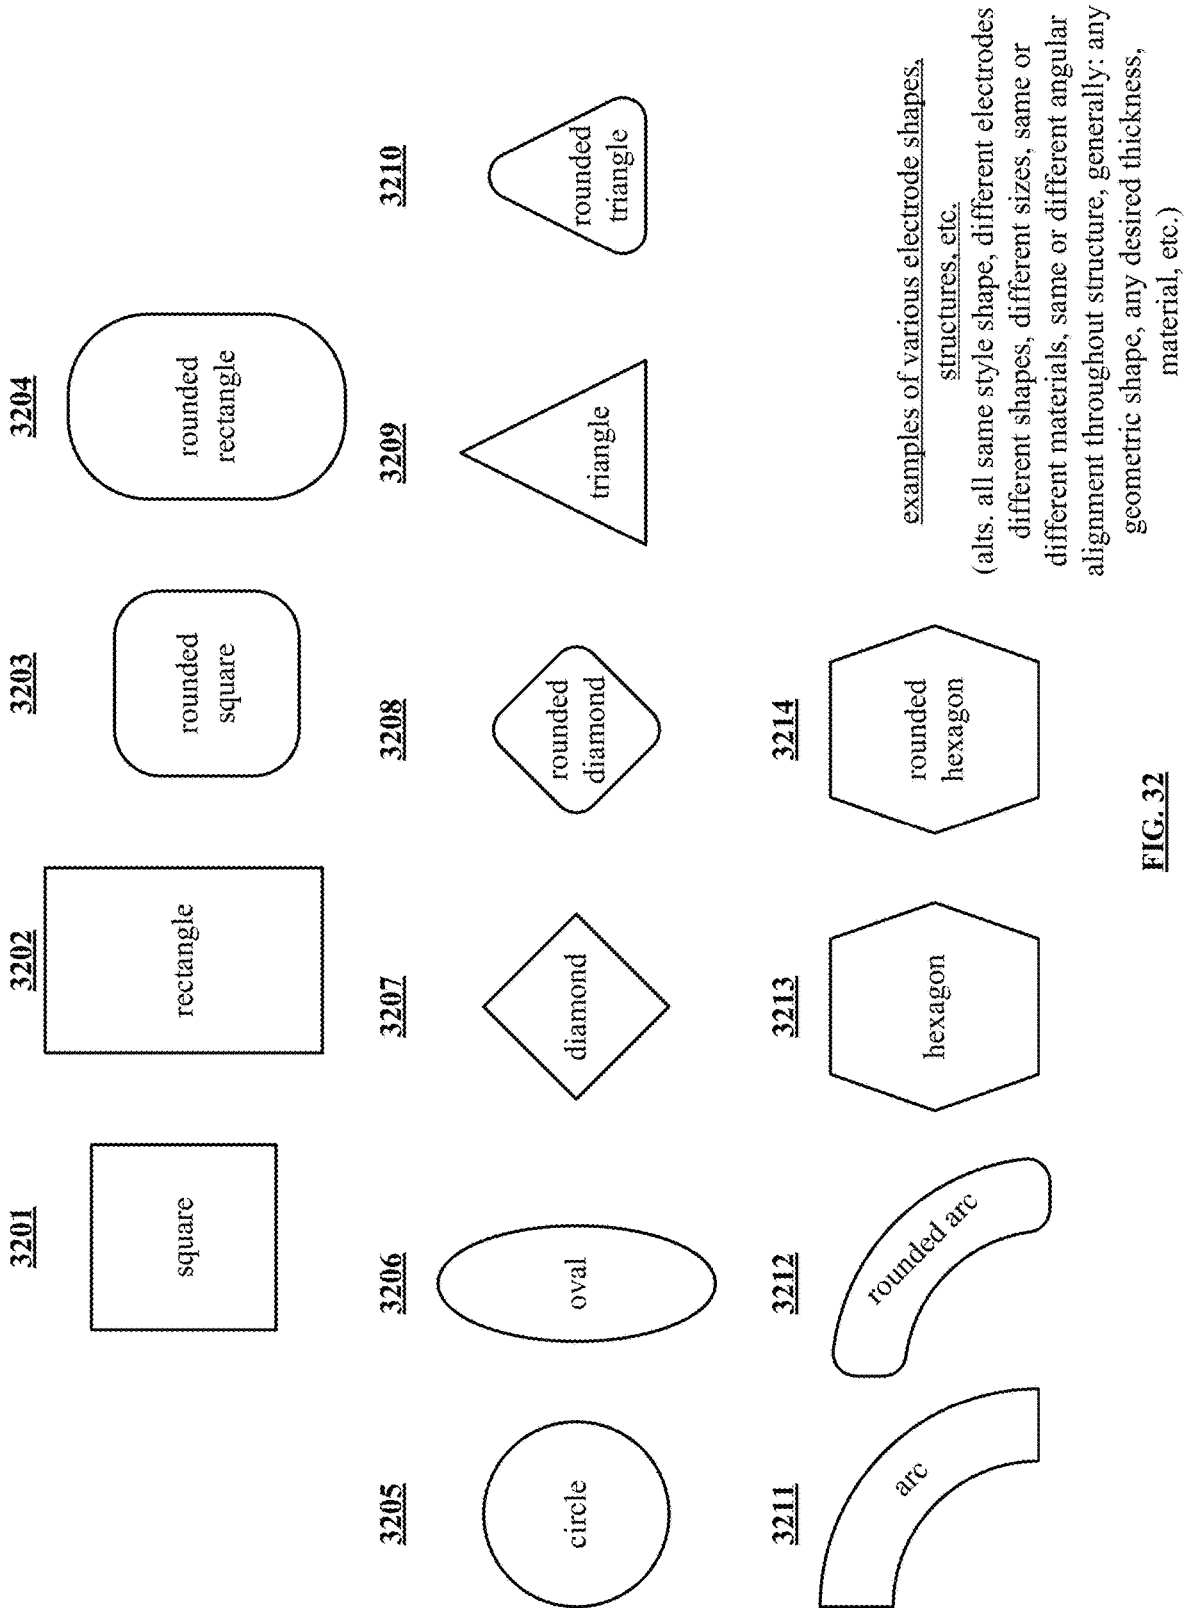 3201
square
3202
rectangle
3203
rounded
square
3204
rounded
rectangle
3205
circle
3206
oval
3207
diamond
3208
rounded
diamond
3209
triangle
3210
rounded
triangle
3211
arc
3212
rounded arc
3213
hexagon
3214
rounded
hexagon
examples of various electrode shapes,
structures, etc.
(alts. all same style shape, different electrodes
different shapes, different sizes, same or
different materials, same or different angular
alignment throughout structure, generally: any
geometric shape, any desired thickness,
material, etc.)
FIG. 32